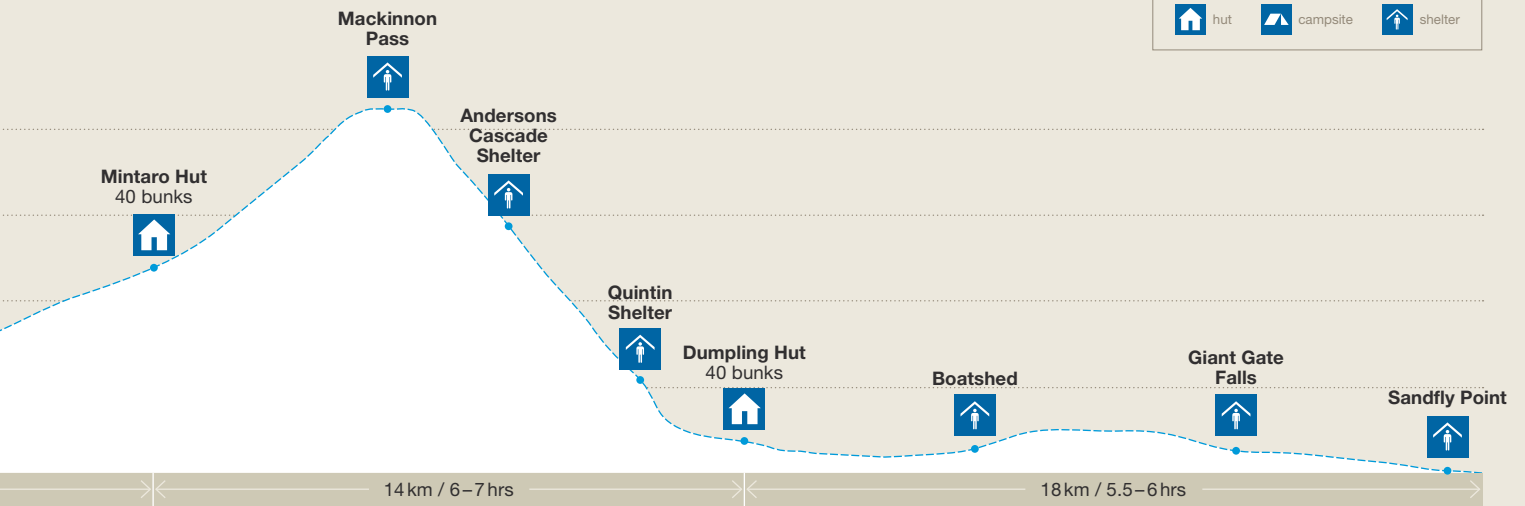 hut
campsite
shelter
Mackinnon
Pass
Andersons
Cascade
Shelter
Mintaro Hut
40 bunks
Quintin
Shelter
Dumpling Hut
40 bunks
Boatshed
Giant Gate
Falls
Sandfly Point
14 km / 6–7 hrs
18 km / 5.5–6 hrs